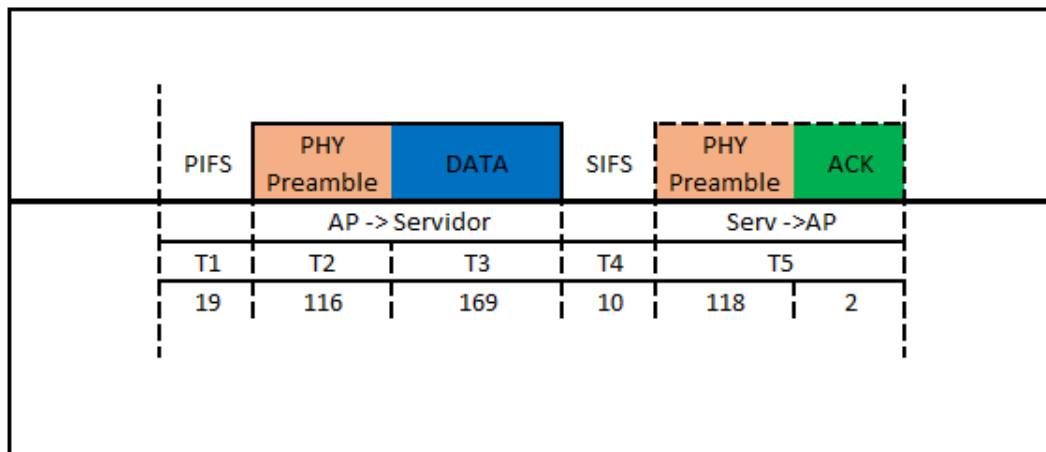 PIFS PHY Preamble DATA SIFS PHY Preamble ACK
AP -> Servidor Serv ->AP
T1 T2 T3 T4 T5
19 116 169 10 118 2